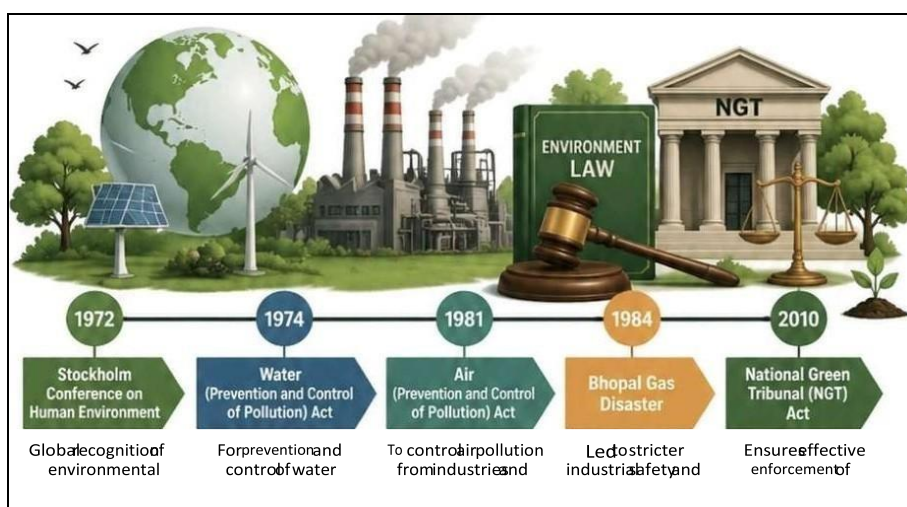 ENVIRONMENT
LAW
NGT
1972
1974
1981
1984
2010
Stockholm
Conference on
Human Environment
Water
(Prevention and Control
of Pollution) Act
Air
(Prevention and Control
of Pollution) Act
Bhopal Gas
Disaster
National Green
Tribunal (NGT)
Act
Global recognition of
environmental
For prevention and
control of water
To control air pollution
from industries and
Led to stricter
industrial safety and
Ensures effective
enforcement of